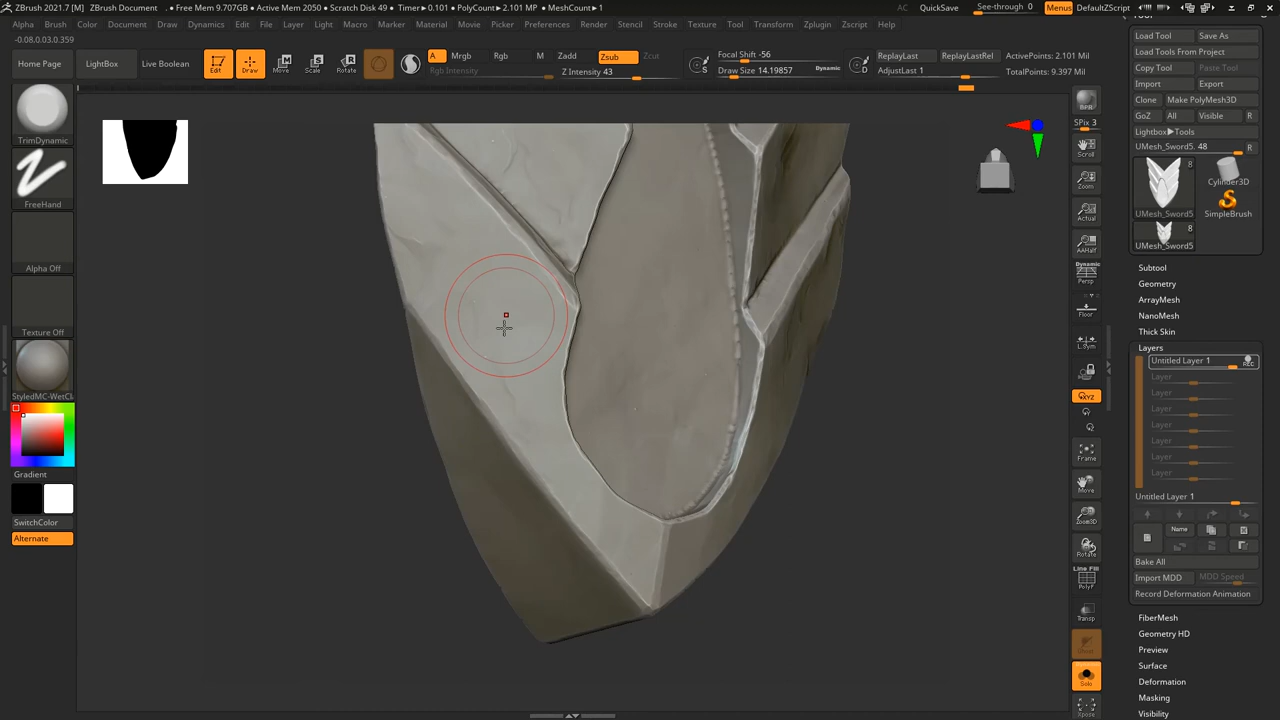 ZBrush 2021.7 [M] ZBrush Document . • Free Mem 9.707GB • Active Mem 2050 • Scratch Disk 49 • Timer▶0.101 • PolyCount▶2.101 MP • MeshCount▶1 AC QuickSave See-through 0 Menus DefaultZScript
Alpha Brush Color Document Draw Dynamics Edit File Layer Light Macro Marker Material Movie Picker Preferences Render Stencil Stroke Texture Tool Transform Zplugin Zscript Help
-0.08.0.03.0.359
Home Page LightBox Live Boolean Edit Draw Move Scale Rotate
A Mrgb Rgb M Zadd Zsub Zcut
Rgb Intensity Z Intensity 43
S Focal Shift -56
Draw Size 14.19857 Dynamic
D ReplayLast ReplayLastRel
AdjustLast 1
ActivePoints: 2.101 Mil
TotalPoints: 9.397 Mil
TrimDynamic
FreeHand
Alpha Off
Texture Off
StyledMC-WetCl
Gradient
SwitchColor
Alternate
BPR
SPix 3
Scroll
Zoom
Actual
AAHalf
Dynamic
Persp
Floor
L.Sym
XYZ
Frame
Move
Zoom3D
Rotate
Line Fill
PolyF
Transp
Solo
Xpose
Tool
Load Tool Save As
Load Tools From Project
Copy Tool Paste Tool
Import Export
Clone Make PolyMesh3D
GoZ All Visible R
Lightbox▶Tools
UMesh_Sword5. 48 R
8
UMesh_Sword5
Cylinder3D
SimpleBrush
8
UMesh_Sword5
Subtool
Geometry
ArrayMesh
NanoMesh
Thick Skin
Layers
Untitled Layer 1 REC
Layer
Layer
Layer
Layer
Layer
Layer
Layer
Untitled Layer 1
Name
Bake All
Import MDD MDD Speed
Record Deformation Animation
FiberMesh
Geometry HD
Preview
Surface
Deformation
Masking
Visibility